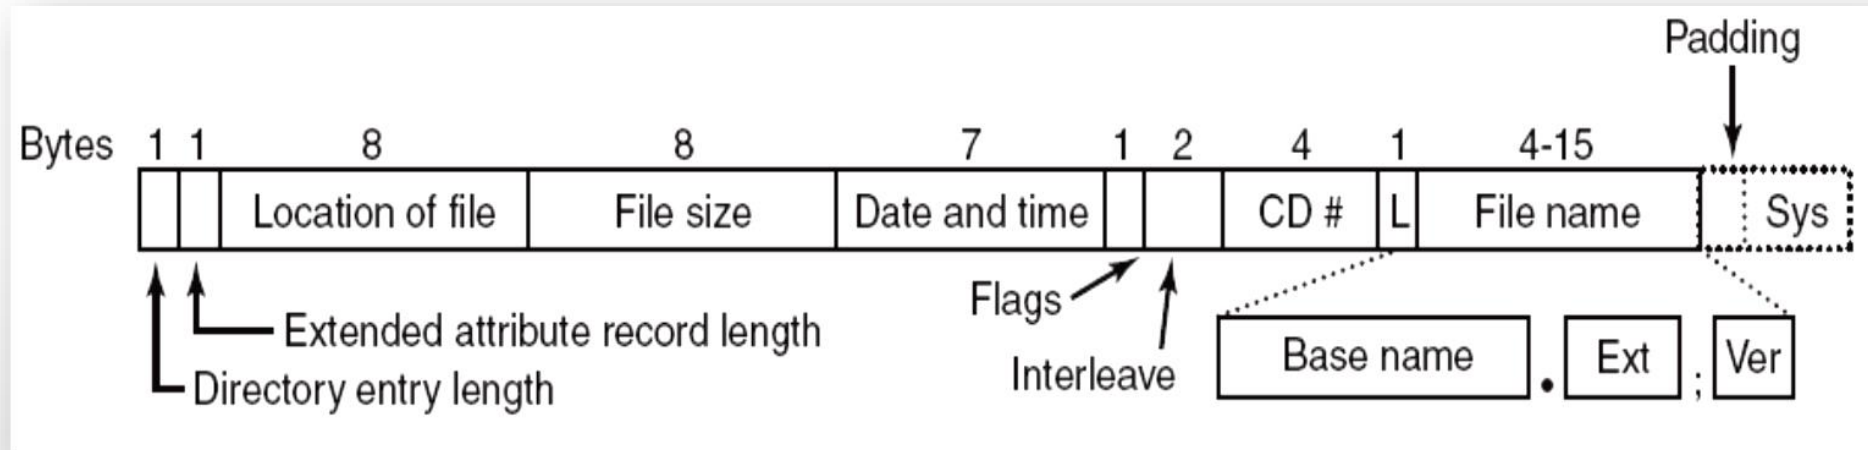 Padding
Bytes 1 1 8 8 7 1 2 4 1 4-15
Location of file File size Date and time CD # L File name Sys
Flags
Extended attribute record length
Interleave
Directory entry length
Base name . Ext ; Ver